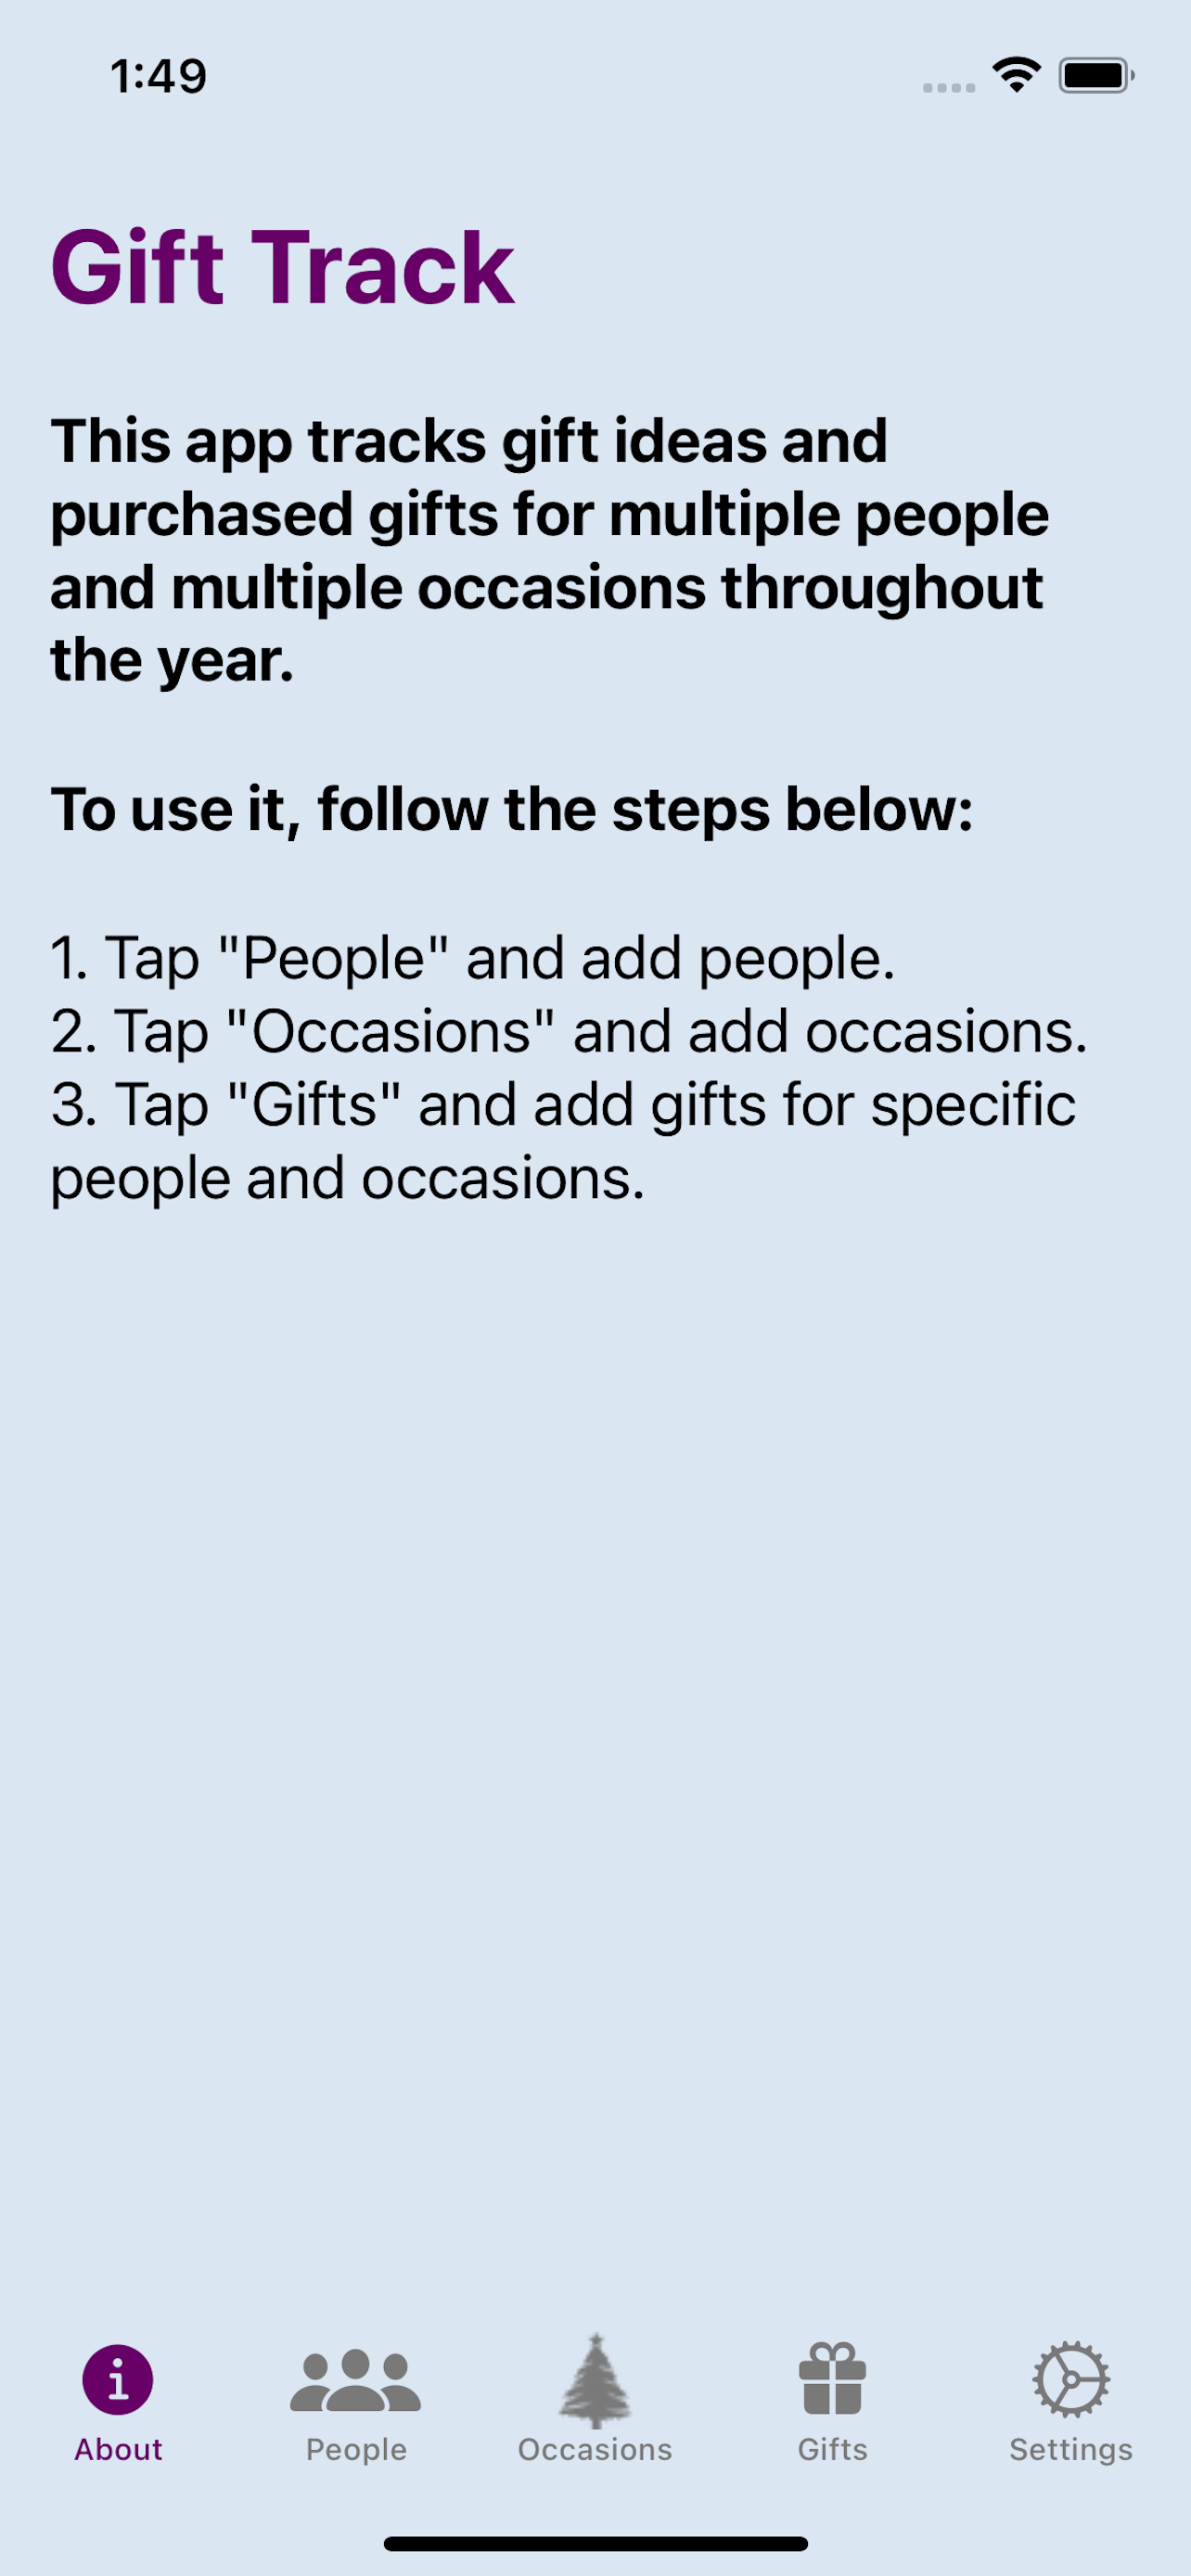 1:49
Gift Track
This app tracks gift ideas and
purchased gifts for multiple people
and multiple occasions throughout
the year.
To use it, follow the steps below:
1. Tap "People" and add people.
2. Tap "Occasions" and add occasions.
3. Tap "Gifts" and add gifts for specific
people and occasions.
About People Occasions Gifts Settings